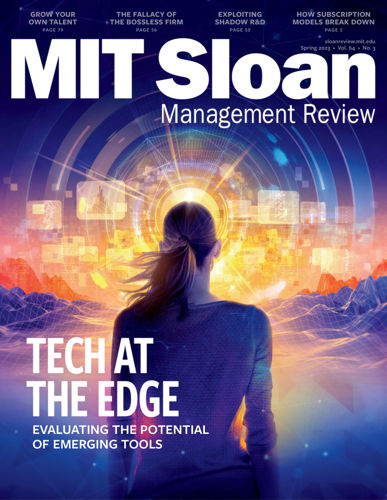 GROW YOUR
OWN TALENT
PAGE 79
THE FALLACY OF
THE BOSSLESS FIRM
PAGE 56
EXPLOITING
SHADOW R&D
PAGE 50
HOW SUBSCRIPTION
MODELS BREAK DOWN
PAGE 5
sloanreview.mit.edu
Spring 2023 • Vol. 64 • No. 3
MIT Sloan
Management Review
TECH AT
THE EDGE
EVALUATING THE POTENTIAL
OF EMERGING TOOLS